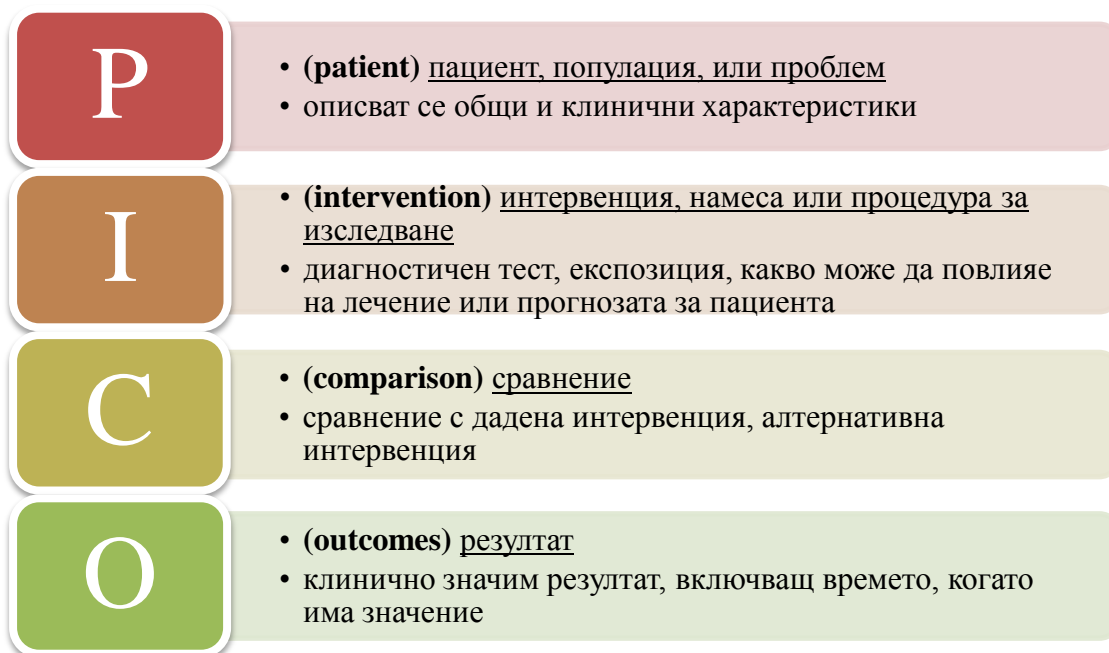 P
• (patient) пациент, популация, или проблем
• описват се общи и клинични характеристики
I
• (intervention) интервенция, намеса или процедура за
изследване
• диагностичен тест, експозиция, какво може да повлияе
на лечение или прогнозата за пациента
C
• (comparison) сравнение
• сравнение с дадена интервенция, алтернативна
интервенция
O
• (outcomes) резултат
• клинично значим резултат, включващ времето, когато
има значение